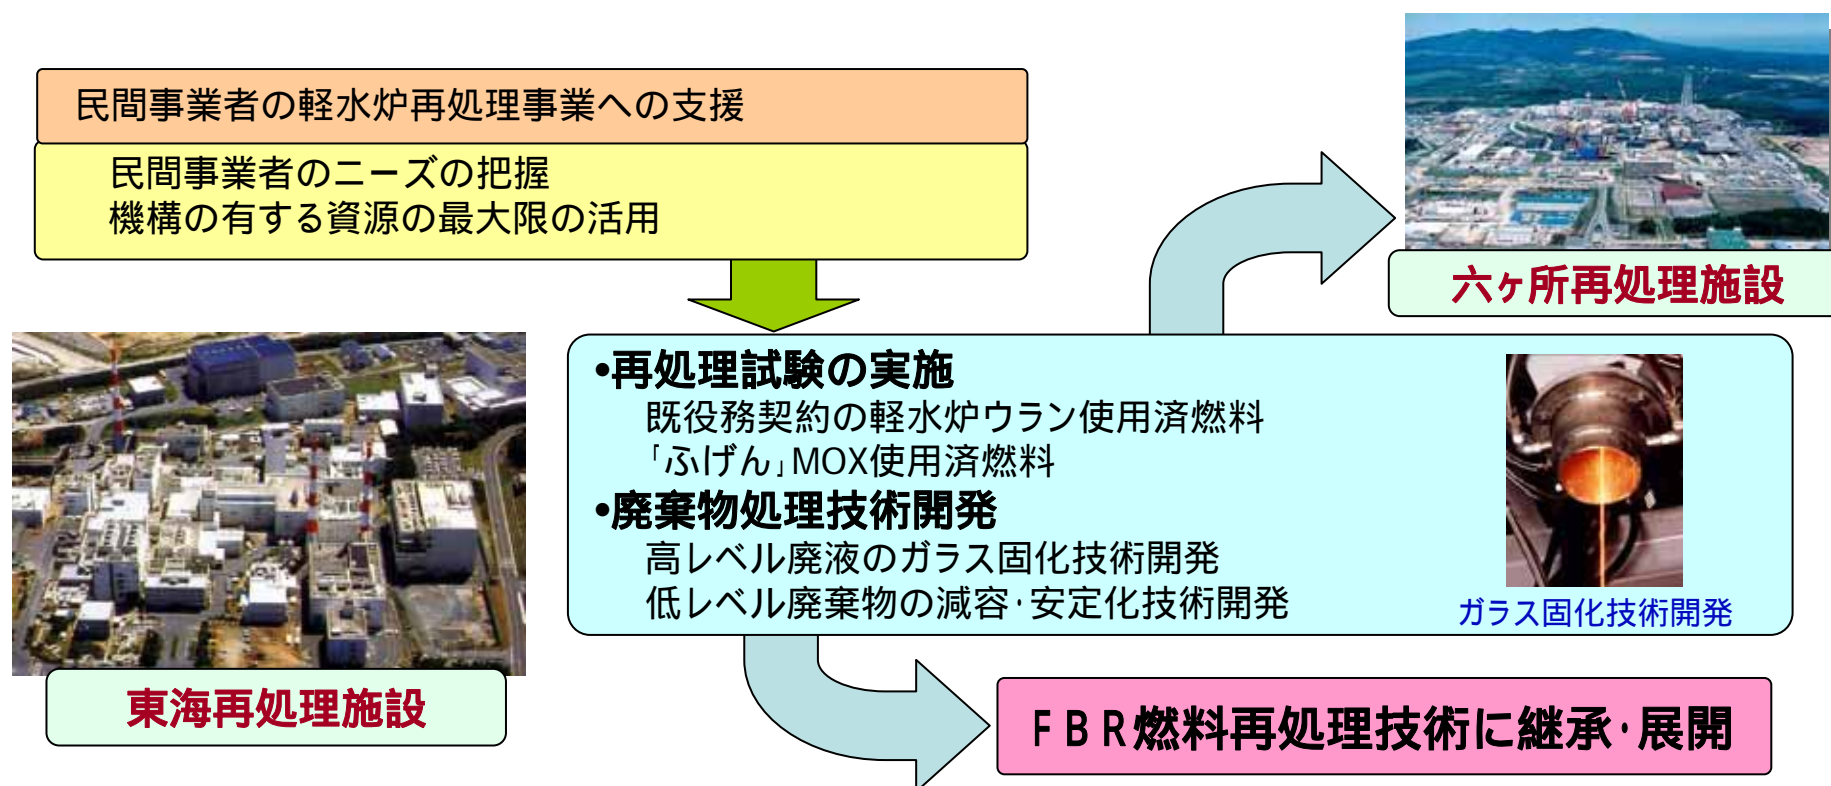 民間事業者の軽水炉再処理事業への支援
民間事業者のニーズの把握
機構の有する資源の最大限の活用
六ヶ所再処理施設
•再処理試験の実施
既役務契約の軽水炉ウラン使用済燃料
「ふげん」MOX使用済燃料
•廃棄物処理技術開発
高レベル廃液のガラス固化技術開発
低レベル廃棄物の減容・安定化技術開発
ガラス固化技術開発
東海再処理施設
FBR燃料再処理技術に継承・展開